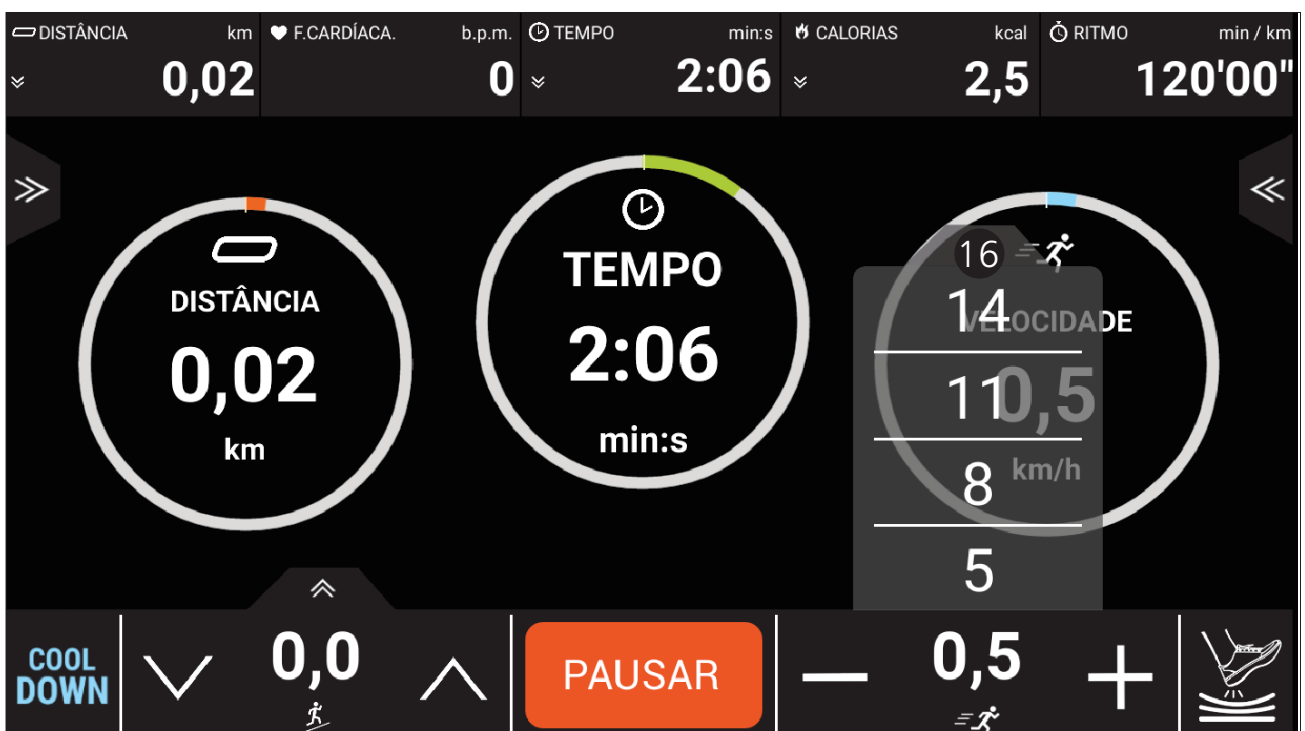 DISTÂNCIA km
0,02
F.CARDÍACA. b.p.m.
0
TEMPO min:s
2:06
CALORIAS kcal
2,5
RITMO min / km
120'00"
DISTÂNCIA
0,02
km
TEMPO
2:06
min:s
VELOCIDADE
0,5
km/h
16
14
11
8
5
COOL
DOWN
0,0
PAUSAR
0,5